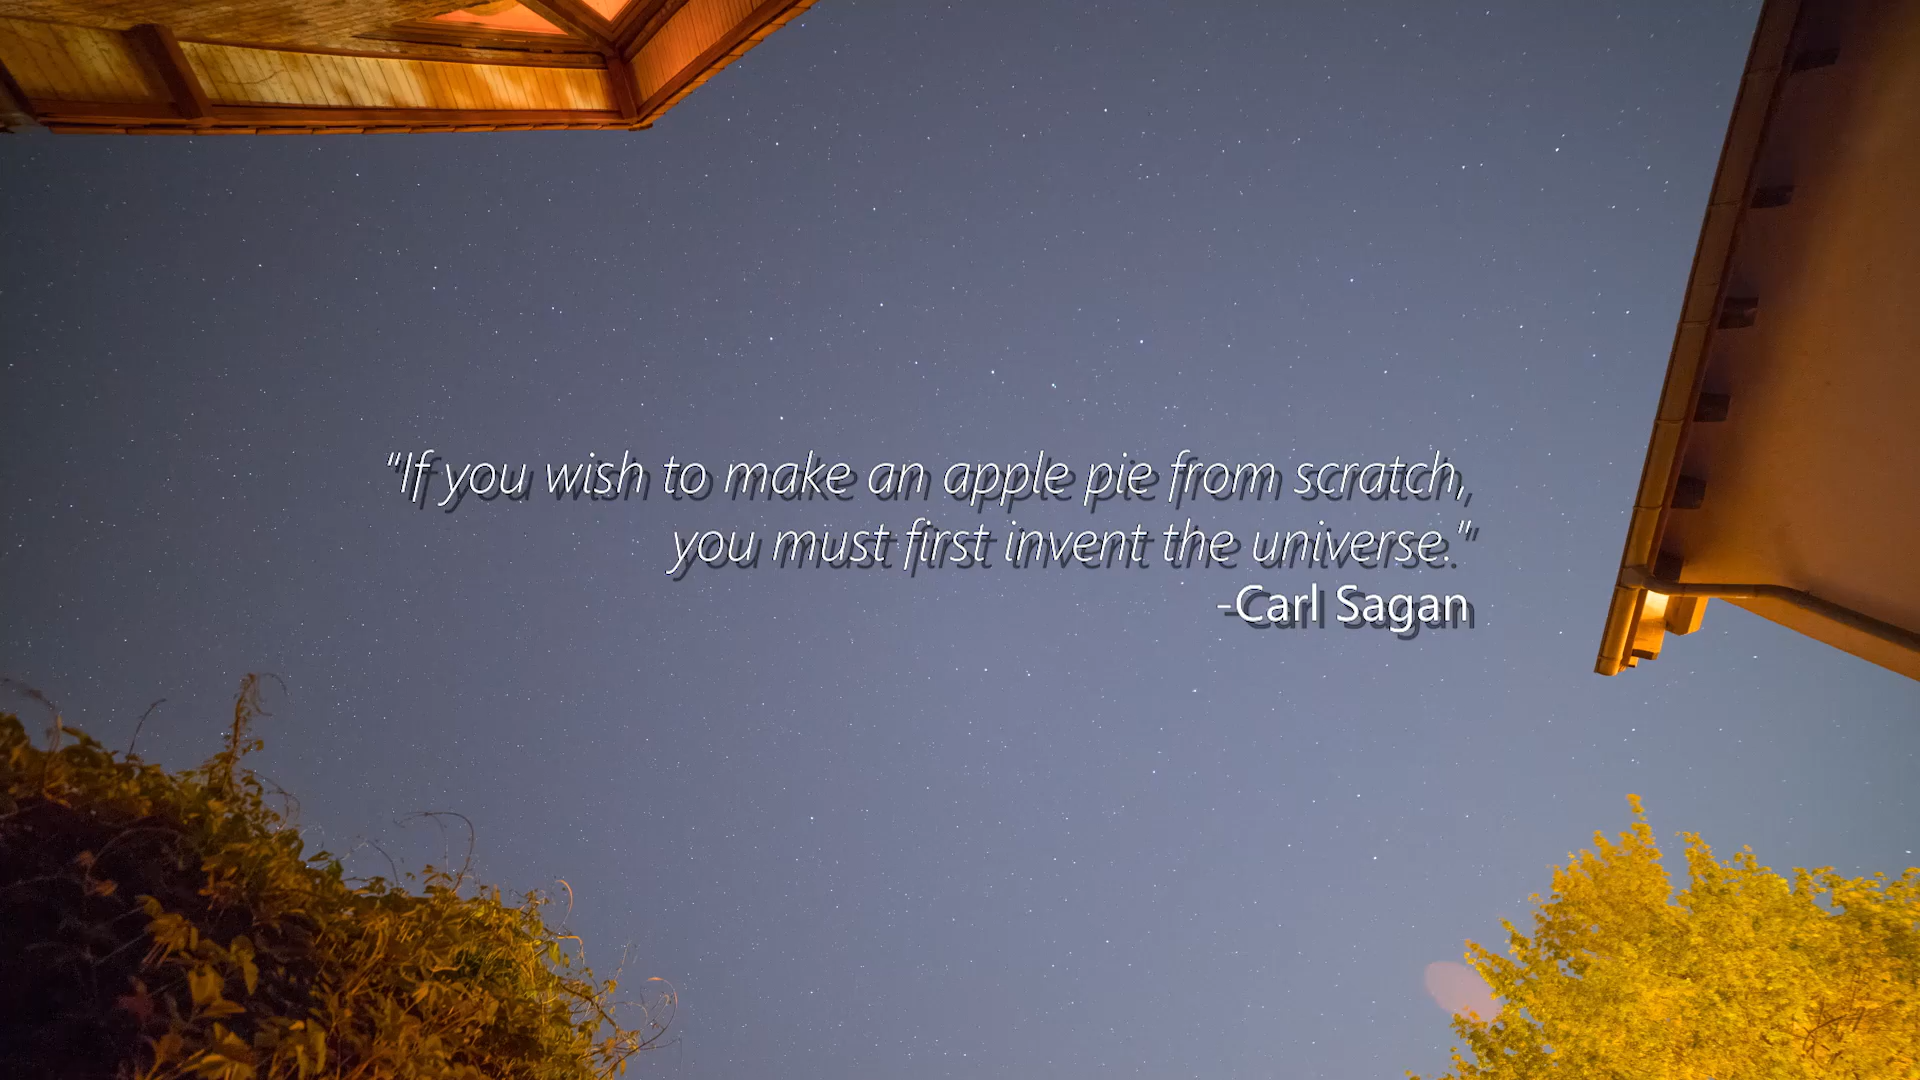 "If you wish to make an apple pie from scratch,
you must first invent the universe."
-Carl Sagan